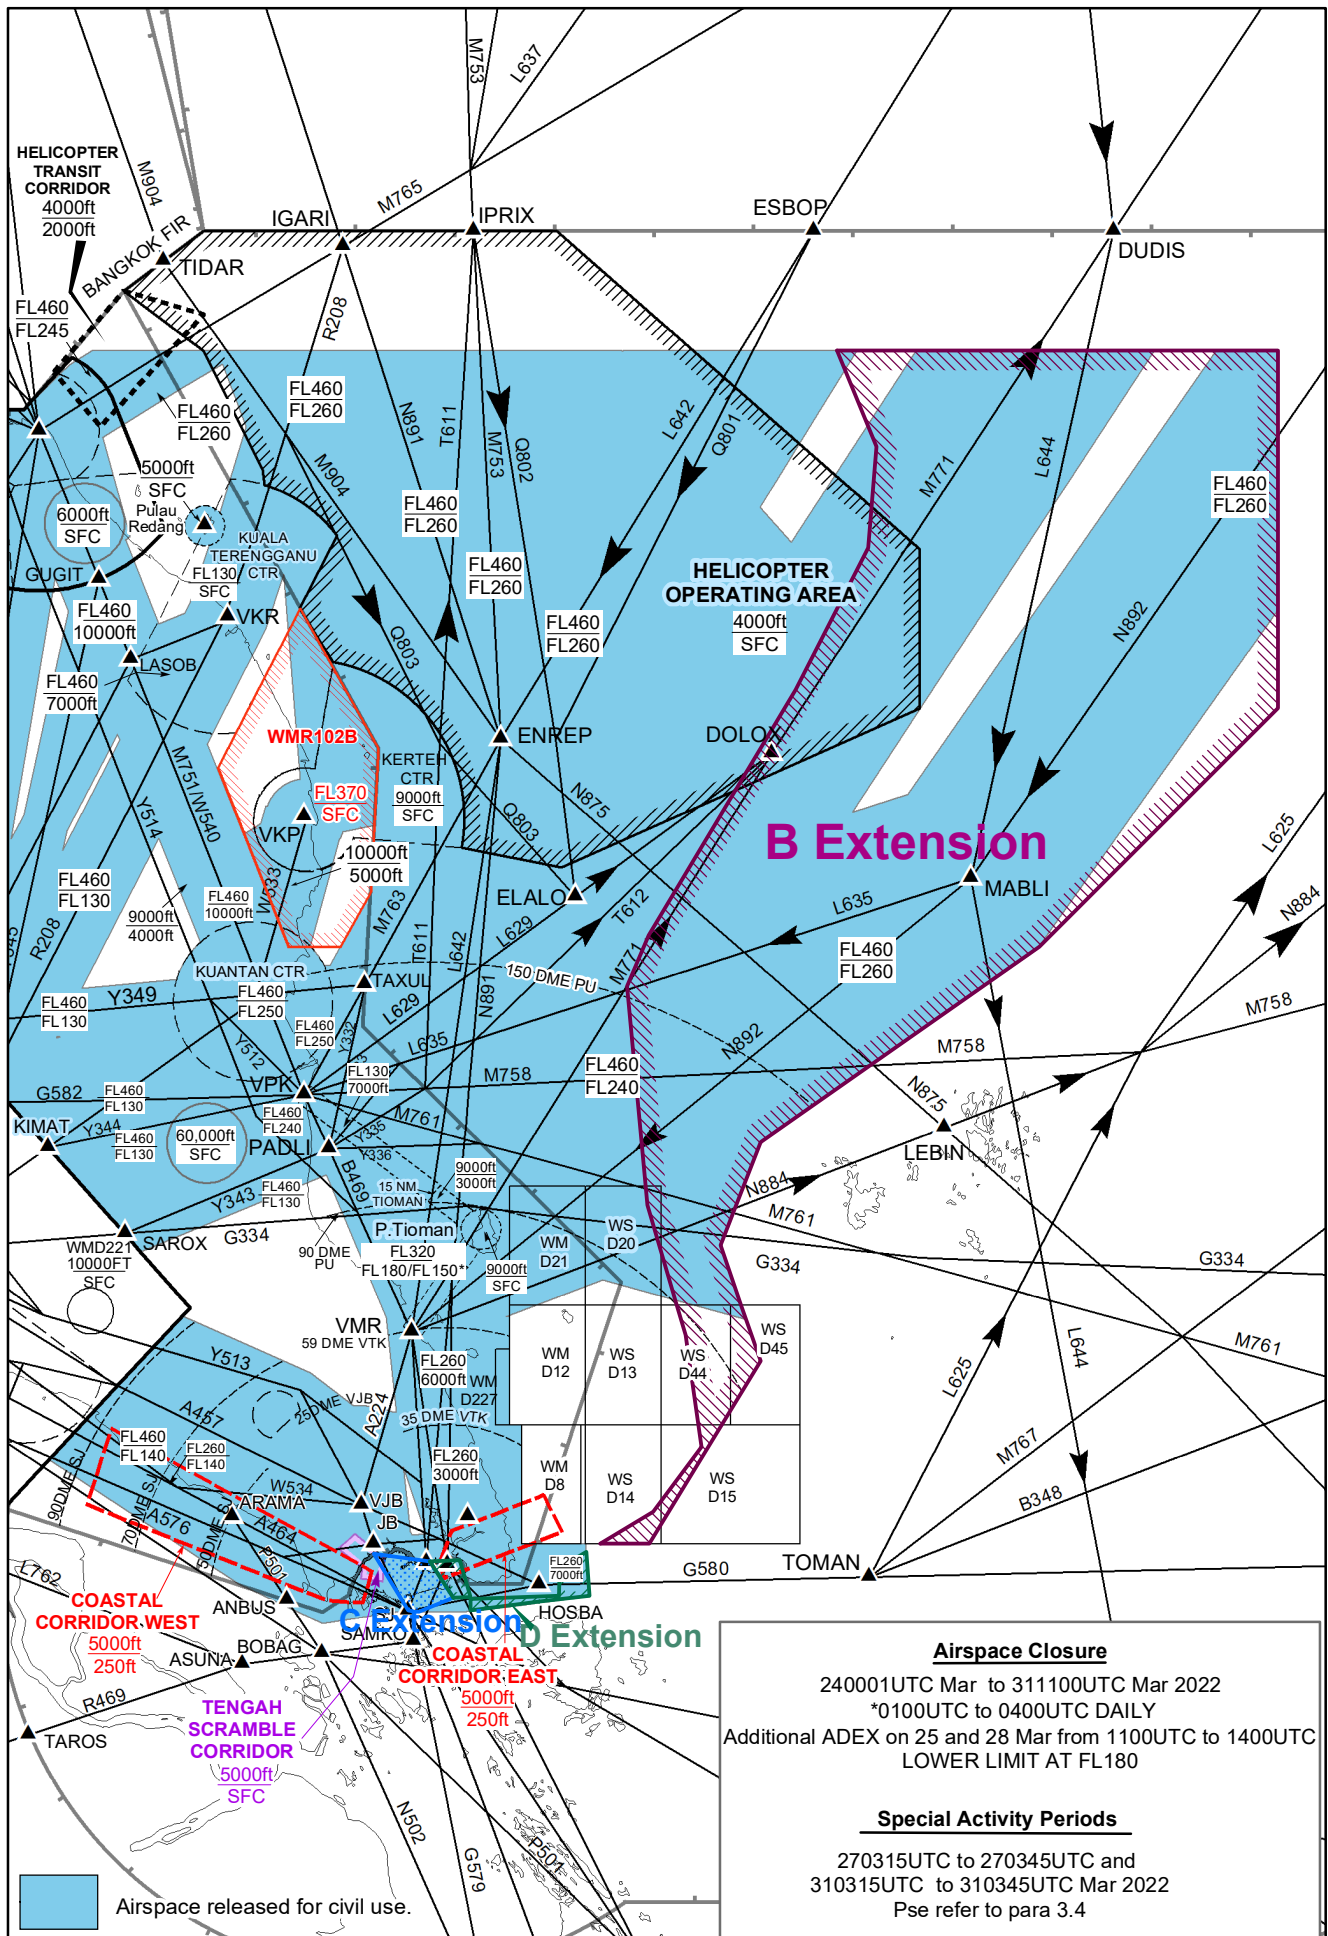 M753
L637
HELICOPTER
TRANSIT
CORRIDOR
4000ft
2000ft
M904
M765
BANGKOK FIR
TIDAR
IGARI
IPRIX
ESBOP
DUDIS
FL460
FL245
R208
FL460
FL260
FL460
FL260
N891
T611
M753
Q802
L642
Q801
M771
L644
M904
5000ft
SFC
Pulau
Redang
6000ft
SFC
KUALA
TERENGGANU
CTR
FL460
FL260
FL460
FL260
FL460
FL260
GUGIT
FL130
SFC
FL460
10000ft
VKR
LASOB
FL460
7000ft
Q803
FL460
FL260
HELICOPTER
OPERATING AREA
4000ft
SFC
N892
WMR102B
FL370
SFC
VKP
KERTEH
CTR
9000ft
SFC
ENREP
DOLOX
M751/W540
Y514
Q803
N875
B Extension
L625
10000ft
5000ft
W533
FL460
FL130
FL460
10000ft
9000ft
4000ft
M763
ELALO
MABLI
N884
R208
T611
L642
L629
T612
L635
FL460
FL260
KUANTAN CTR
TAXUL
150 DME PU
M771
N891
Y349
FL460
FL130
FL460
FL250
FL460
FL250
Y332
L629
L635
N892
M758
M758
Y512
VPK
FL130
7000ft
M758
FL460
FL240
G582
FL460
FL130
KIMAT
Y344
FL460
FL130
60,000ft
SFC
FL460
FL240
PADLI
M761
Y335
Y336
N875
LEBIN
B469
9000ft
3000ft
15 NM
TIOMAN
Y343
FL460
FL130
N884
SAROX
G334
90 DME
PU
P.Tioman
FL320
FL180/FL150*
9000ft
SFC
WM
D21
WS
D20
M761
G334
G334
WMD221
10000FT
SFC
VMR
59 DME VTK
FL260
6000ft
WM
D227
WM
D12
WS
D13
WS
D44
WS
D45
Y513
25DME VJB
A224
35 DME VTK
L625
L644
M761
A457
FL460
FL140
FL260
FL140
FL260
3000ft
WM
D8
WS
D14
WS
D15
M767
90DME SJ
70DME SJ
W534
ARAMA
VJB
JB
A576
50DME SJ
A464
P501
B348
L762
ANBUS
FL260
7000ft
G580
TOMAN
HOSBA
COASTAL
CORRIDOR WEST
5000ft
250ft
C Extension
D Extension
SJ
SAMKO
BOBAG
ASUNA
COASTAL
CORRIDOR EAST
5000ft
250ft
R469
TAROS
TENGAH
SCRAMBLE
CORRIDOR
5000ft
SFC
N502
G579
P501
Airspace Closure
240001UTC Mar to 311100UTC Mar 2022
*0100UTC to 0400UTC DAILY
Additional ADEX on 25 and 28 Mar from 1100UTC to 1400UTC
LOWER LIMIT AT FL180
Special Activity Periods
270315UTC to 270345UTC and
310315UTC to 310345UTC Mar 2022
Pse refer to para 3.4
Airspace released for civil use.